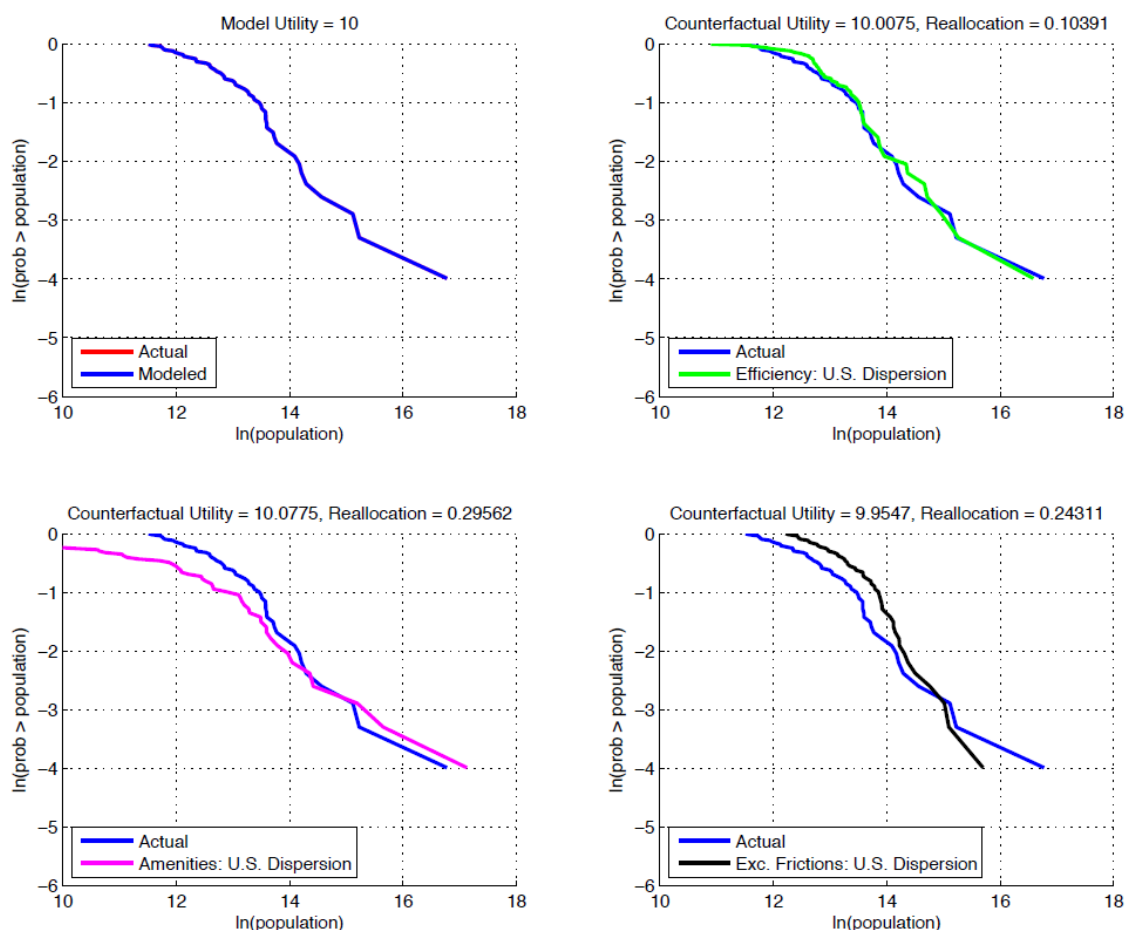 Model Utility = 10
0
−1
−2
−3
−4
−5
−6
ln(prob > population)
Actual
Modeled
10 12 14 16 18
ln(population)
Counterfactual Utility = 10.0075, Reallocation = 0.10391
0
−1
−2
−3
−4
−5
−6
ln(prob > population)
Actual
Efficiency: U.S. Dispersion
10 12 14 16 18
ln(population)
Counterfactual Utility = 10.0775, Reallocation = 0.29562
0
−1
−2
−3
−4
−5
−6
ln(prob > population)
Actual
Amenities: U.S. Dispersion
10 12 14 16 18
ln(population)
Counterfactual Utility = 9.9547, Reallocation = 0.24311
0
−1
−2
−3
−4
−5
−6
ln(prob > population)
Actual
Exc. Frictions: U.S. Dispersion
10 12 14 16 18
ln(population)